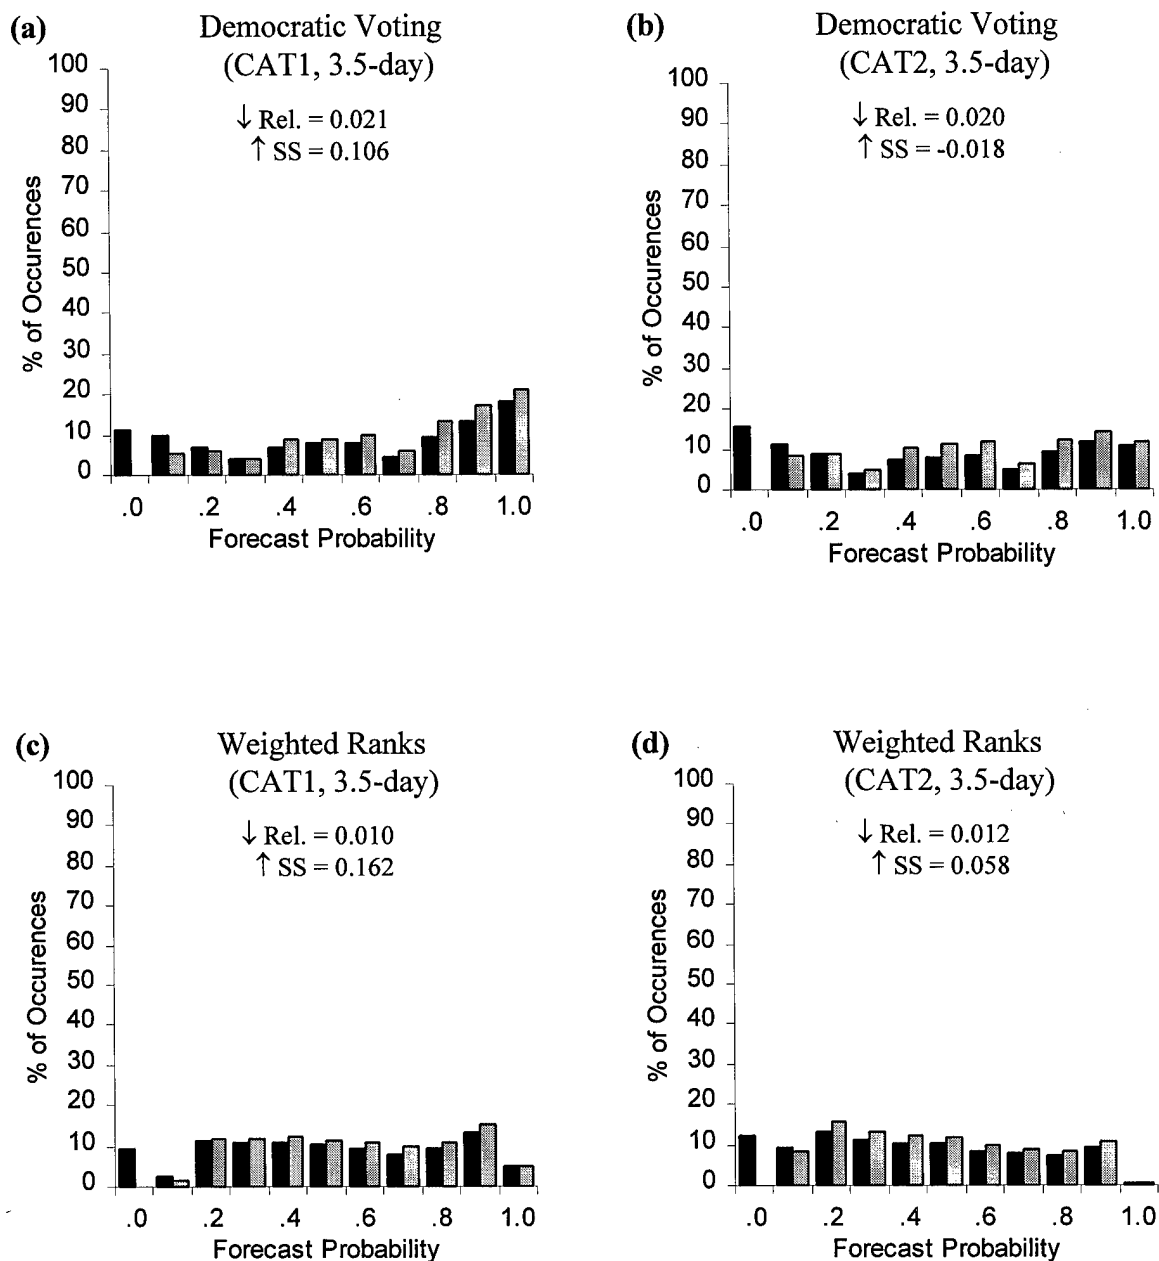 (a)
Democratic Voting
(CAT1, 3.5-day)
↓ Rel. = 0.021
↑ SS = 0.106
100
90
80
70
60
50
40
30
20
10
0
% of Occurences
.0 .2 .4 .6 .8 1.0
Forecast Probability
(b)
Democratic Voting
(CAT2, 3.5-day)
↓ Rel. = 0.020
↑ SS = -0.018
100
90
80
70
60
50
40
30
20
10
0
% of Occurences
.0 .2 .4 .6 .8 1.0
Forecast Probability
(c)
Weighted Ranks
(CAT1, 3.5-day)
↓ Rel. = 0.010
↑ SS = 0.162
100
90
80
70
60
50
40
30
20
10
0
% of Occurences
.0 .2 .4 .6 .8 1.0
Forecast Probability
(d)
Weighted Ranks
(CAT2, 3.5-day)
↓ Rel. = 0.012
↑ SS = 0.058
100
90
80
70
60
50
40
30
20
10
0
% of Occurences
.0 .2 .4 .6 .8 1.0
Forecast Probability